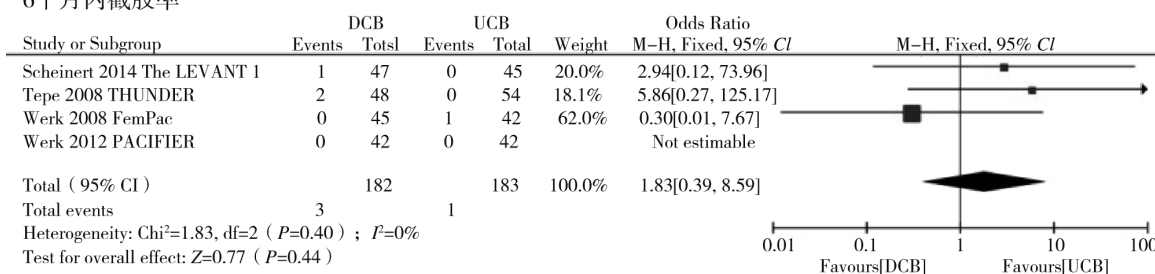 6个月内截肢率
DCB UCB Odds Ratio
Study or Subgroup Events Totsl Events Total Weight M-H, Fixed, 95% Cl M-H, Fixed, 95% Cl
Scheinert 2014 The LEVANT 1 1 47 0 45 20.0% 2.94[0.12, 73.96]
Tepe 2008 THUNDER 2 48 0 54 18.1% 5.86[0.27, 125.17]
Werk 2008 FemPac 0 45 1 42 62.0% 0.30[0.01, 7.67]
Werk 2012 PACIFIER 0 42 0 42 Not estimable
Total（95% CI） 182 183 100.0% 1.83[0.39, 8.59]
Total events 3 1
Heterogeneity: Chi²=1.83, df=2（P=0.40）; I²=0%
Test for overall effect: Z=0.77（P=0.44）
0.01 0.1 1 10 100
Favours[DCB] Favours[UCB]